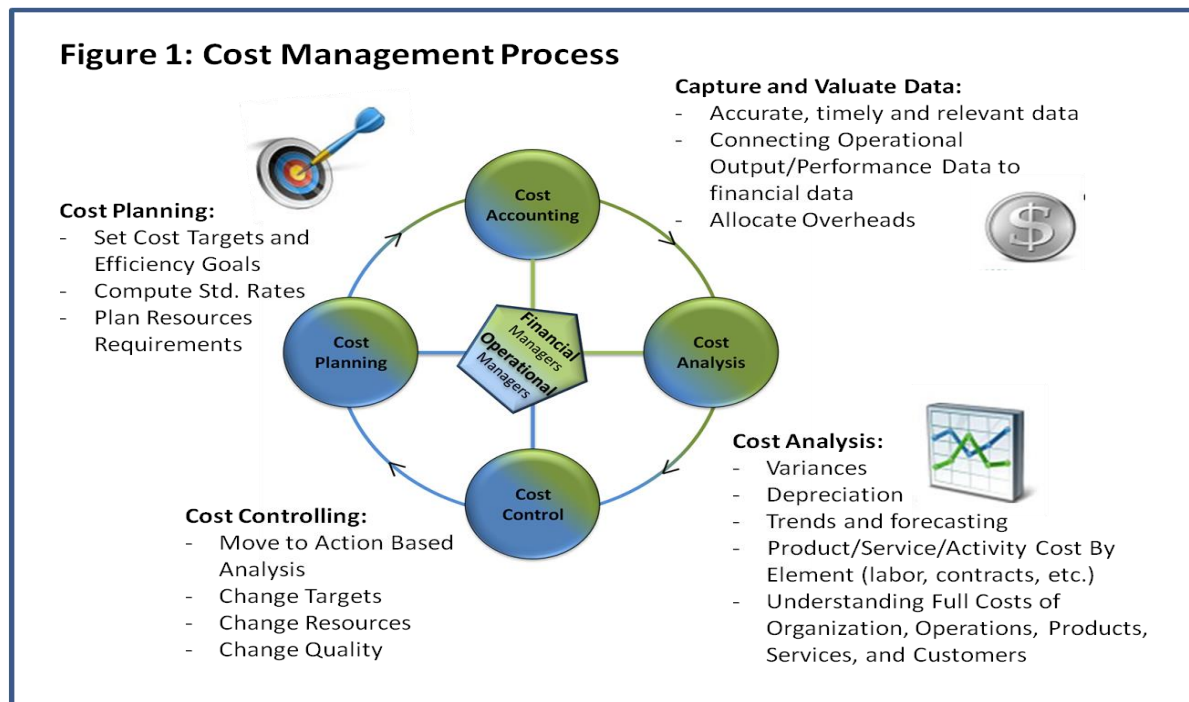 Figure 1: Cost Management Process
Capture and Valuate Data:
- Accurate, timely and relevant data
- Connecting Operational
Output/Performance Data to
financial data
- Allocate Overheads
$
Cost Planning:
- Set Cost Targets and
Efficiency Goals
- Compute Std. Rates
- Plan Resources
Requirements
Cost
Accounting
Cost
Planning
Financial
Managers
Operational
Managers
Cost
Analysis
Cost
Control
Cost Analysis:
- Variances
- Depreciation
- Trends and forecasting
- Product/Service/Activity Cost By
Element (labor, contracts, etc.)
- Understanding Full Costs of
Organization, Operations, Products,
Services, and Customers
Cost Controlling:
- Move to Action Based
Analysis
- Change Targets
- Change Resources
- Change Quality